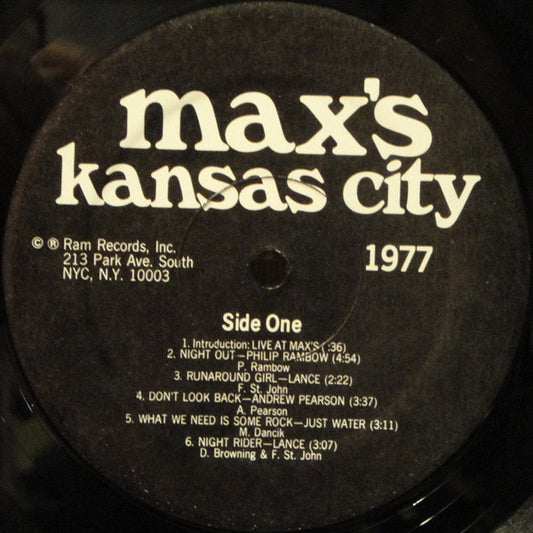 max's
kansas city
© ® Ram Records, Inc.
213 Park Ave. South
NYC, N.Y. 10003
1977
Side One
1. Introduction: LIVE AT MAX'S (:36)
2. NIGHT OUT—PHILIP RAMBOW (4:54)
P. Rambow
3. RUNAROUND GIRL—LANCE (2:22)
F. St. John
4. DON'T LOOK BACK—ANDREW PEARSON (3:37)
A. Pearson
5. WHAT WE NEED IS SOME ROCK—JUST WATER (3:11)
M. Dancik
6. NIGHT RIDER—LANCE (3:07)
D. Browning & F. St. John